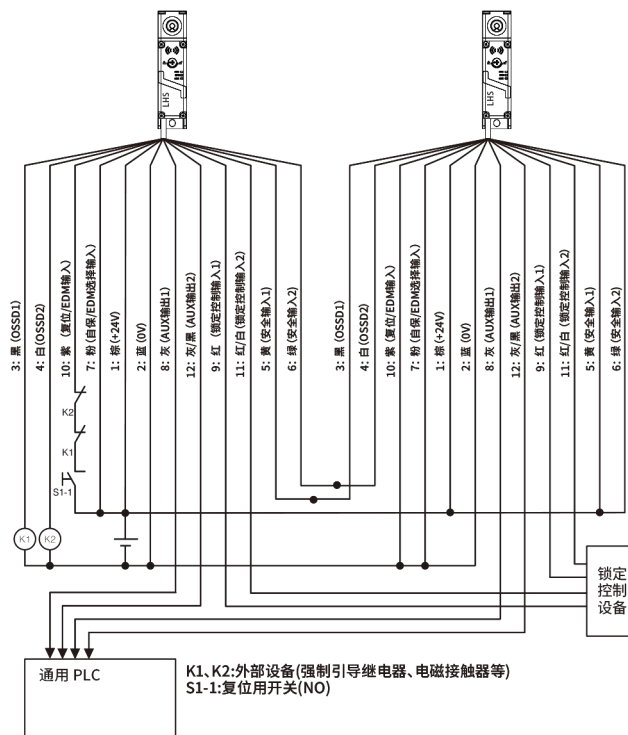 LHS
LHS
3: 黑 (OSSD1)
4: 白(OSSD2)
10: 紫 (复位/EDM输入)
7: 粉 (自保/EDM选择输入)
1: 棕(+24V)
2: 蓝 (0V)
8: 灰 (AUX输出1)
12: 灰/黑 (AUX输出2)
9: 红 (锁定控制输入1)
11: 红/白 (锁定控制输入2)
5: 黄 (安全输入1)
6: 绿 (安全输入2)
3: 黑 (OSSD1)
4: 白(OSSD2)
10: 紫 (复位/EDM输入)
7: 粉 (自保/EDM选择输入)
1: 棕(+24V)
2: 蓝 (0V)
8: 灰 (AUX输出1)
12: 灰/黑 (AUX输出2)
9: 红 (锁定控制输入1)
11: 红/白 (锁定控制输入2)
5: 黄 (安全输入1)
6: 绿 (安全输入2)
K2
K1
S1-1
K1
K2
锁定
控制
设备
通用 PLC
K1、K2:外部设备(强制引导继电器、电磁接触器等)
S1-1:复位用开关(NO)